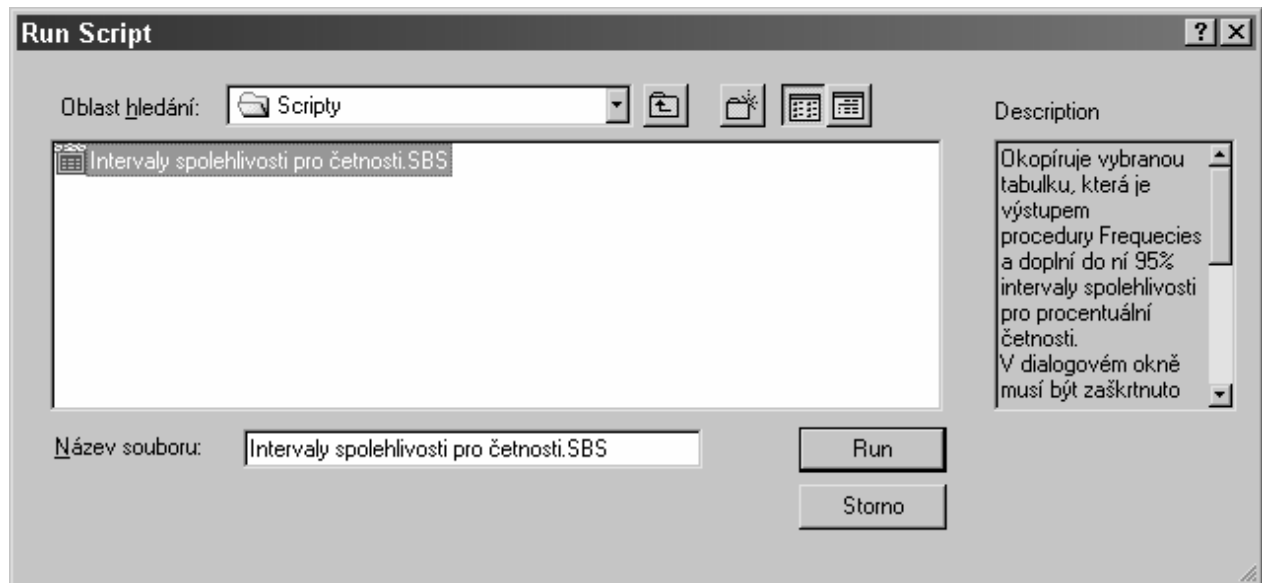 Run Script
Oblast hledání:
Scripty
Description
Intervaly spolehlivosti pro četnosti.SBS
Okopíruje vybranou
tabulku, která je
výstupem
procedury Frequecies
a doplní do ní 95%
intervaly spolehlivosti
pro procentuální
četnosti.
V dialogovém okně
musí být zaškrtnuto
Název souboru:
Intervaly spolehlivosti pro četnosti.SBS
Run
Storno